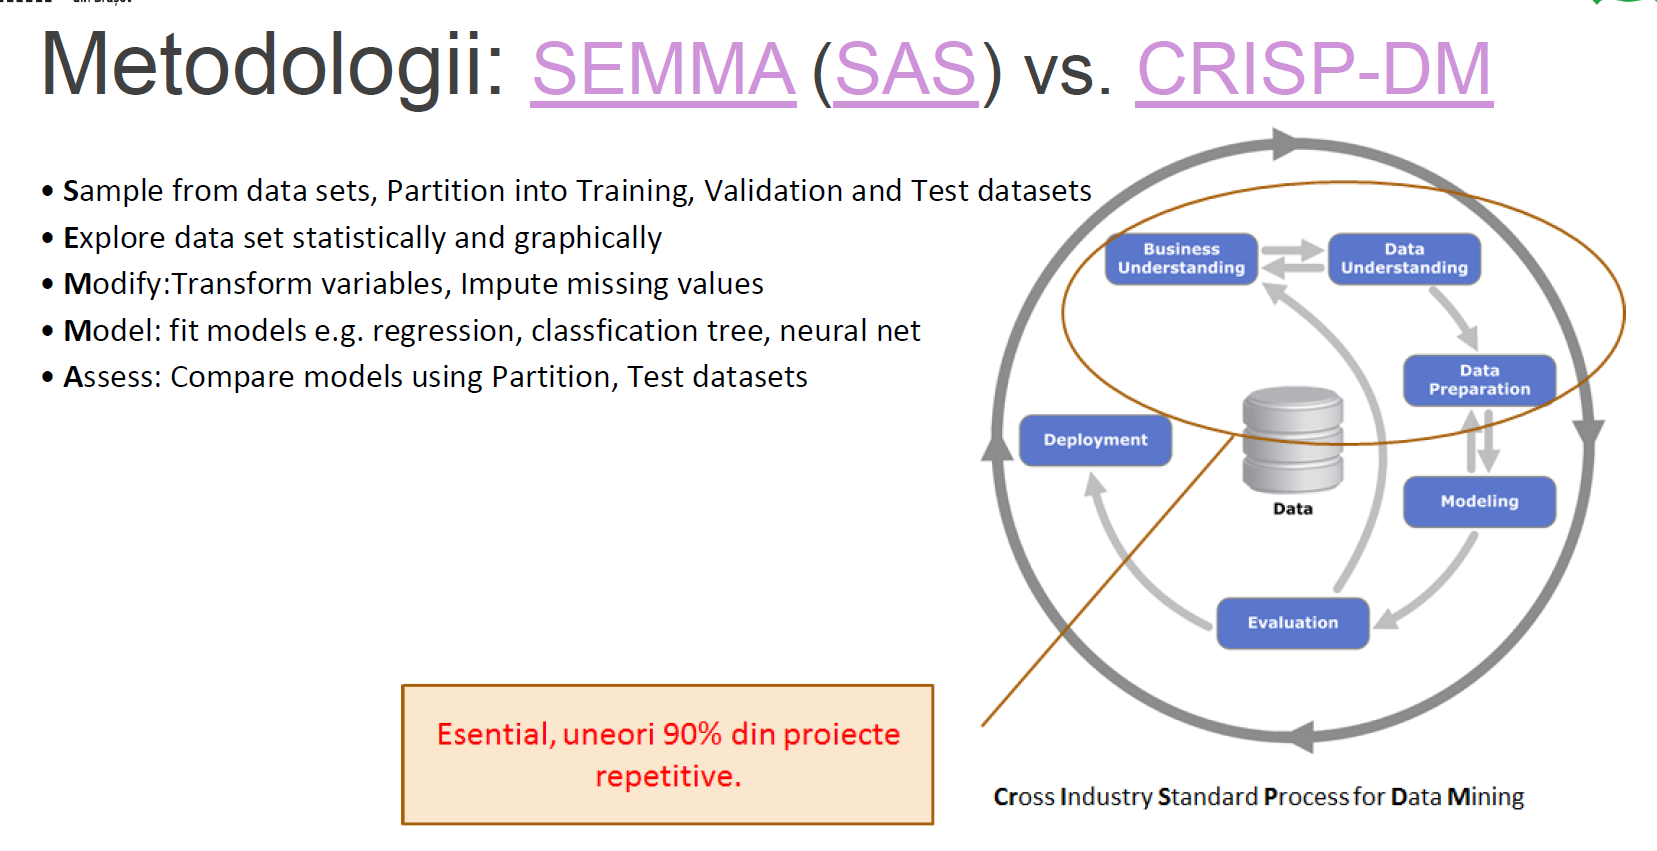 din Brașov
Metodologii: SEMMA (SAS) vs. CRISP-DM
• Sample from data sets, Partition into Training, Validation and Test datasets
• Explore data set statistically and graphically
• Modify:Transform variables, Impute missing values
• Model: fit models e.g. regression, classfication tree, neural net
• Assess: Compare models using Partition, Test datasets
Business
Understanding
Data
Understanding
Data
Preparation
Deployment
Data
Modeling
Evaluation
Esential, uneori 90% din proiecte
repetitive.
Cross Industry Standard Process for Data Mining